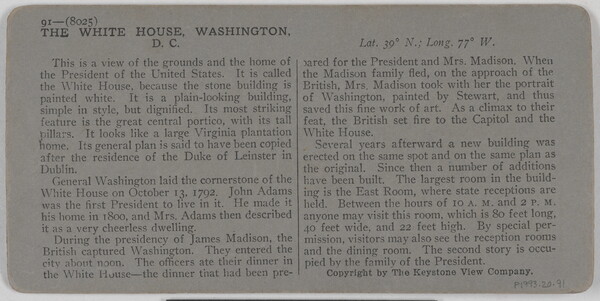 91—(8025)
THE WHITE HOUSE, WASHINGTON,
D. C.
Lat. 39° N.; Long. 77° W.
This is a view of the grounds and the home of
the President of the United States. It is called
the White House, because the stone building is
painted white. It is a plain-looking building,
simple in style, but dignified. Its most striking
feature is the great central portico, with its tall
pillars. It looks like a large Virginia plantation
home. Its general plan is said to have been copied
after the residence of the Duke of Leinster in
Dublin.
General Washington laid the cornerstone of the
White House on October 13, 1792. John Adams
was the first President to live in it. He made it
his home in 1800, and Mrs. Adams then described
it as a very cheerless dwelling.
During the presidency of James Madison, the
British captured Washington. They entered the
city about noon. The officers ate their dinner in
the White House—the dinner that had been pre-
pared for the President and Mrs. Madison. When
the Madison family fled, on the approach of the
British, Mrs. Madison took with her the portrait
of Washington, painted by Stewart, and thus
saved this fine work of art. As a climax to their
feat, the British set fire to the Capitol and the
White House.
Several years afterward a new building was
erected on the same spot and on the same plan as
the original. Since then a number of additions
have been built. The largest room in the build-
ing is the East Room, where state receptions are
held. Between the hours of 10 A. M. and 2 P. M.
anyone may visit this room, which is 80 feet long,
40 feet wide, and 22 feet high. By special per-
mission, visitors may also see the reception rooms
and the dining room. The second story is occu-
pied by the family of the President.
Copyright by The Keystone View Company.